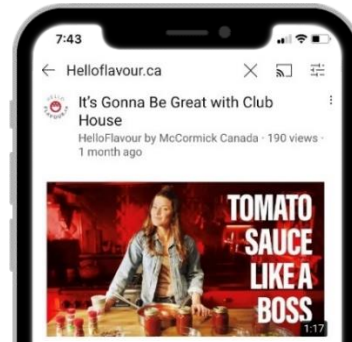 7:43
Helloflavour.ca
It's Gonna Be Great with Club
House
HelloFlavour by McCormick Canada · 190 views ·
1 month ago
TOMATO
SAUCE
LIKE A
BOSS
1:17